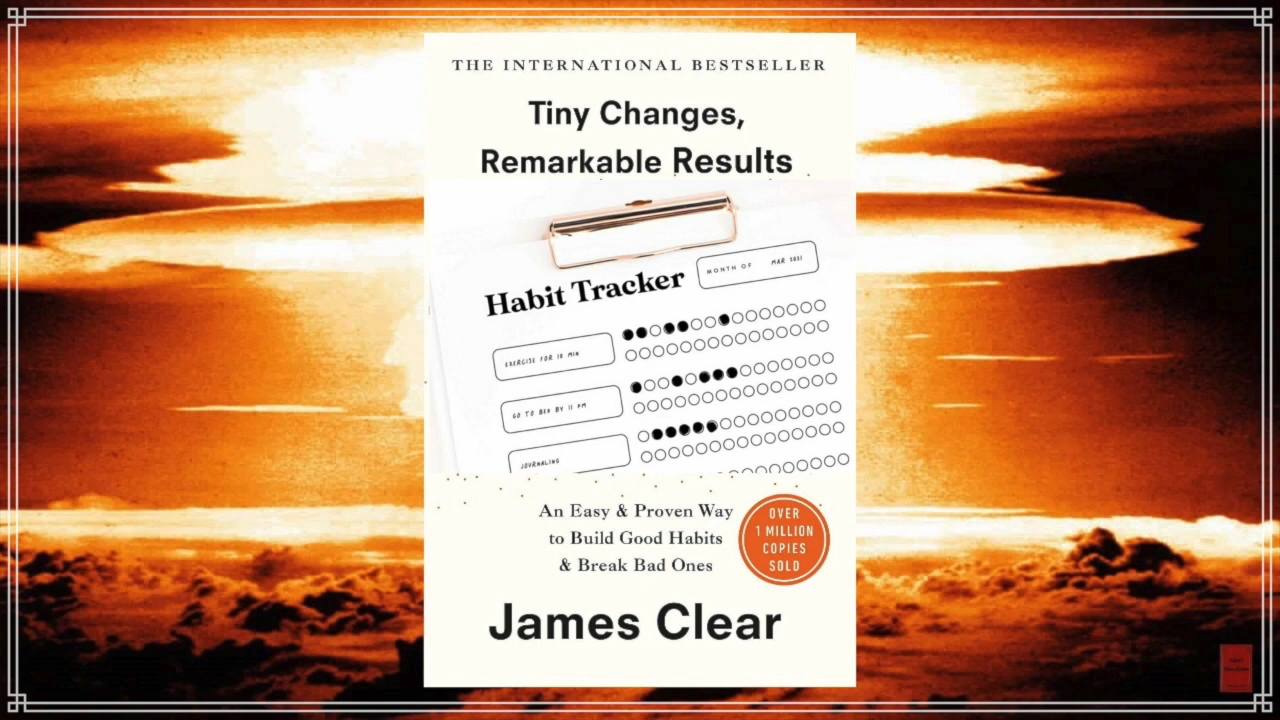 THE INTERNATIONAL BESTSELLER
Tiny Changes,
Remarkable Results
Habit Tracker
MONTH OF MAR 2021
EXERCISE FOR 10 MIN
GO TO BED BY 11 PM
JOURNALING
An Easy & Proven Way
to Build Good Habits
& Break Bad Ones
OVER
1 MILLION
COPIES
SOLD
James Clear